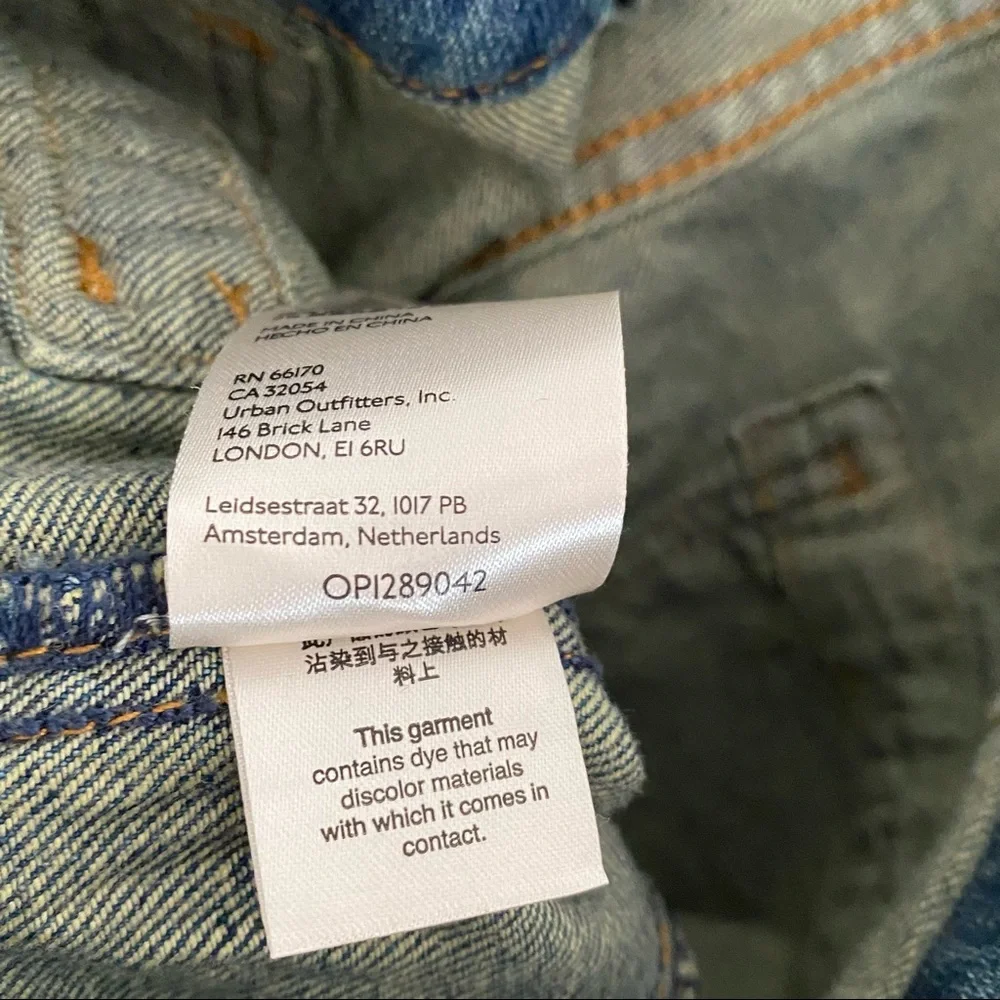 MADE IN CHINA
HECHO EN CHINA
RN 66170
CA 32054
Urban Outfitters, Inc.
146 Brick Lane
LONDON, E1 6RU
Leidsestraat 32, 1017 PB
Amsterdam, Netherlands
OP1289042
沾染到与之接触的材
料上
This garment
contains dye that may
discolor materials
with which it comes in
contact.